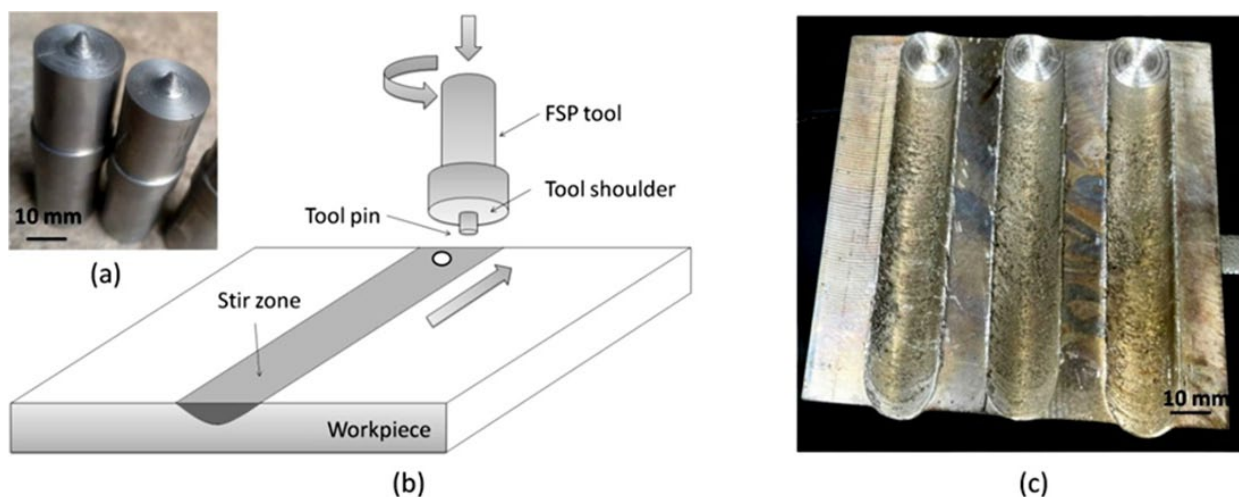 10 mm
(a)
FSP tool
Tool shoulder
Tool pin
Stir zone
Workpiece
(b)
10 mm
(c)